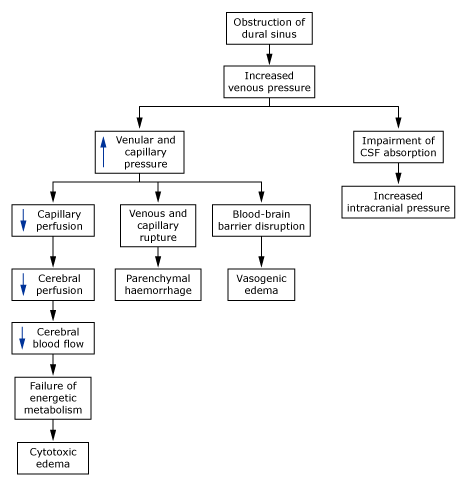 Obstruction of
dural sinus
Increased
venous pressure
Venular and
capillary
pressure
Impairment of
CSF absorption
Increased
intracranial pressure
Capillary
perfusion
Venous and
capillary
rupture
Blood-brain
barrier disruption
Cerebral
perfusion
Parenchymal
haemorrhage
Vasogenic
edema
Cerebral
blood flow
Failure of
energetic
metabolism
Cytotoxic
edema